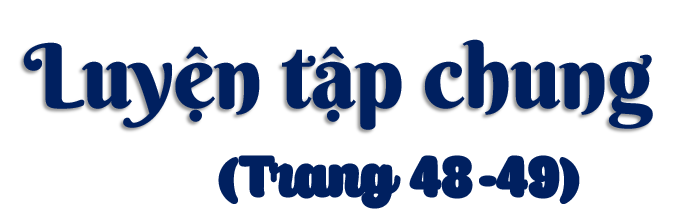 Luyện tập chung
(Trang 48-49)